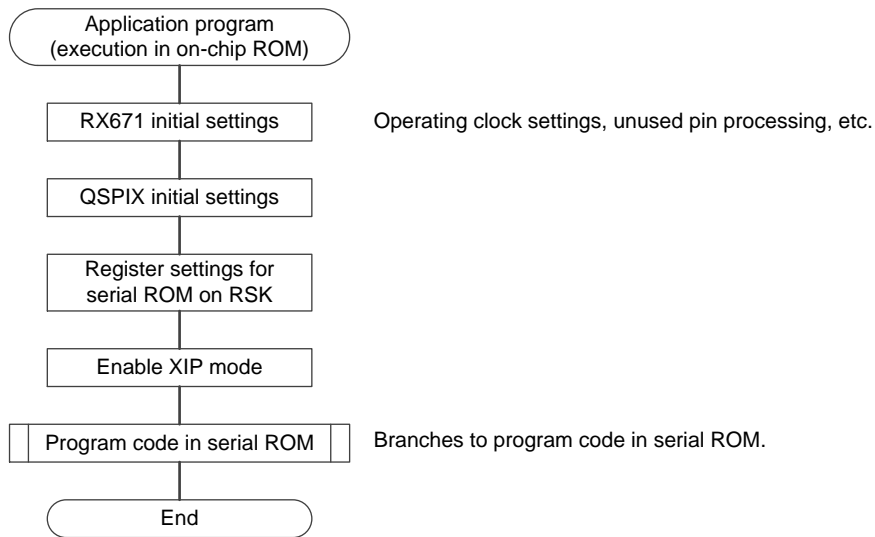 Application program
(execution in on-chip ROM)
RX671 initial settings
Operating clock settings, unused pin processing, etc.
QSPIX initial settings
Register settings for
serial ROM on RSK
Enable XIP mode
Program code in serial ROM
Branches to program code in serial ROM.
End